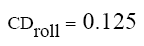 CD_roll = 0.125